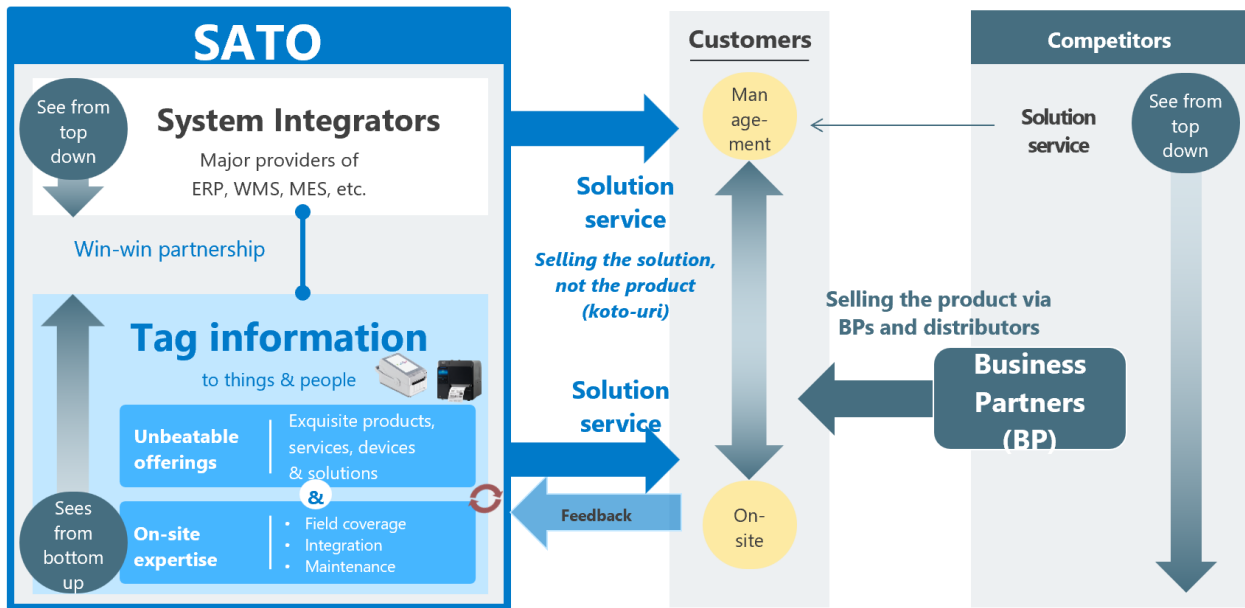 SATO
See from
top
down
System Integrators
Major providers of
ERP, WMS, MES, etc.
Win-win partnership
Tag information
to things & people
Unbeatable
offerings
Exquisite products,
services, devices
& solutions
&
On-site
expertise
• Field coverage
• Integration
• Maintenance
Sees
from
bottom
up
Solution
service
Selling the solution,
not the product
(koto-uri)
Solution
service
Feedback
Customers
Man
age-
ment
On-
site
Competitors
Solution
service
See from
top
down
Selling the product via
BPs and distributors
Business
Partners
(BP)